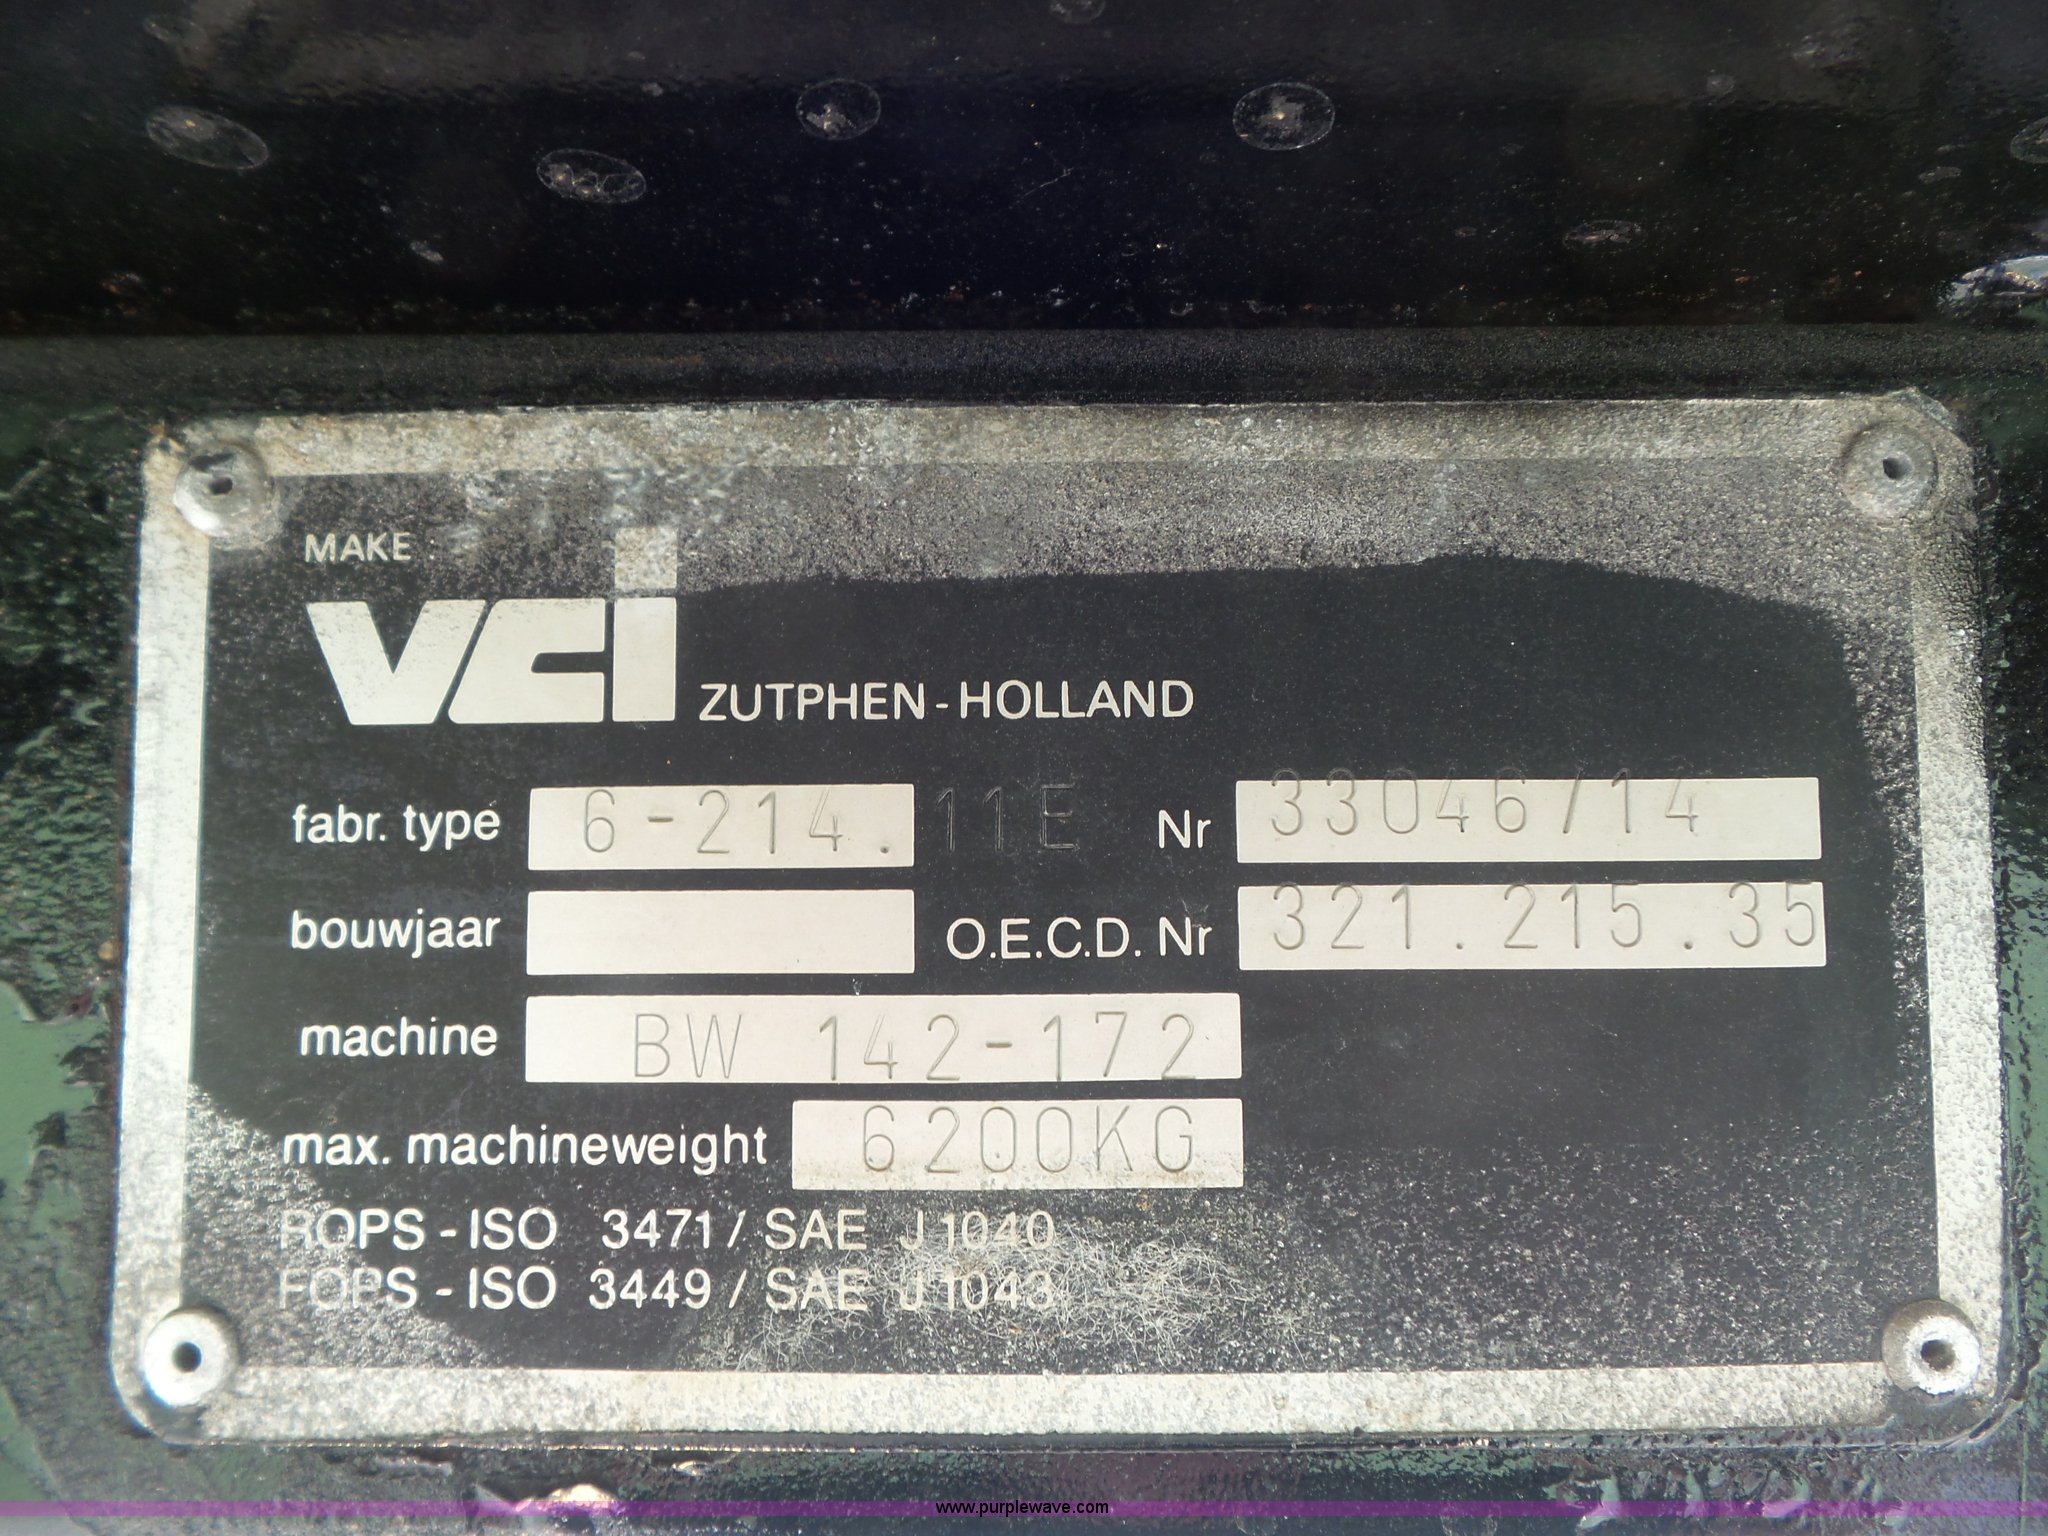 MAKE :
vci ZUTPHEN-HOLLAND
fabr. type 6-214.11E Nr 33046/14
bouwjaar O.E.C.D. Nr 321.215.35
machine BW 142-172
max. machineweight 6200KG
ROPS - ISO 3471 / SAE J1040
FOPS - ISO 3449 / SAE J1043
www.purplewave.com